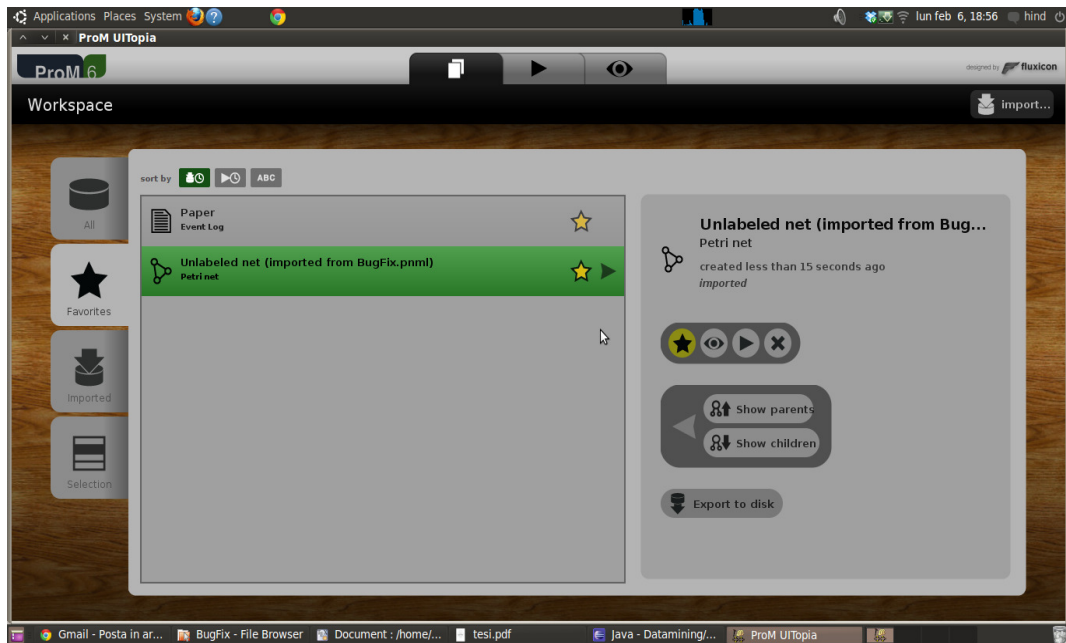 Applications Places System
lun feb 6, 18:56 hind
ProM UITopia
ProM 6
designed by fluxicon
Workspace
import...
sort by ABC
All
Favorites
Imported
Selection
Paper
Event Log
Unlabeled net (imported from BugFix.pnml)
Petri net
Unlabeled net (imported from Bug...
Petri net
created less than 15 seconds ago
imported
Show parents
Show children
Export to disk
Gmail - Posta in ar...
BugFix - File Browser
Document : /home/...
tesi.pdf
Java - Datamining/...
ProM UITopia